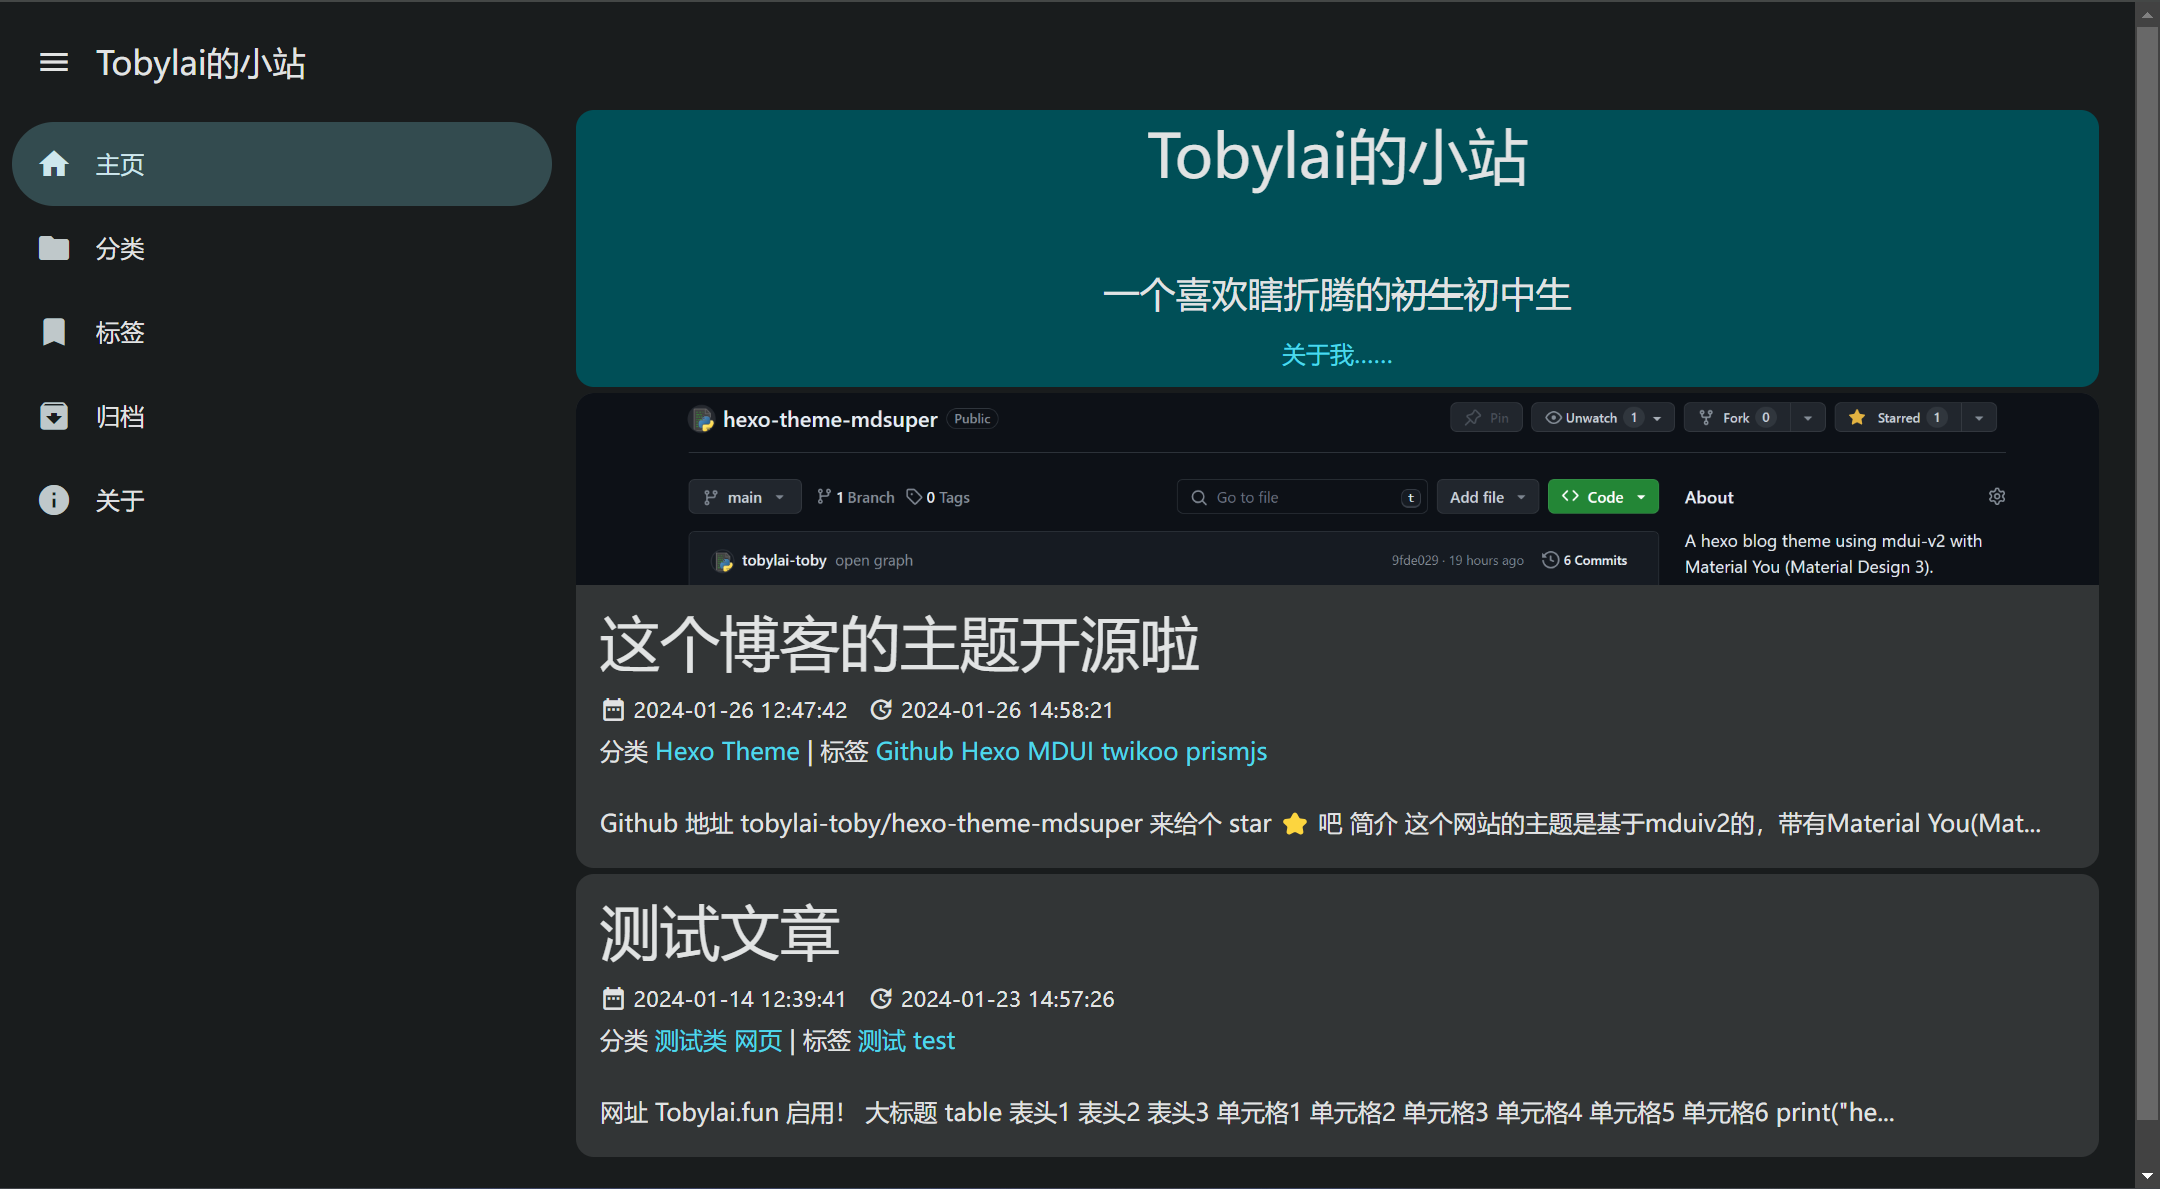 Tobylai的小站
主页
分类
标签
归档
关于
Tobylai的小站
一个喜欢瞎折腾的初生初中生
关于我......
hexo-theme-mdsuper Public Pin Unwatch 1 Fork 0 Starred 1
main 1 Branch 0 Tags Go to file t Add file Code About
A hexo blog theme using mdui-v2 with
Material You (Material Design 3).
tobylai-toby open graph 9fde029 · 19 hours ago 6 Commits
这个博客的主题开源啦
2024-01-26 12:47:42 2024-01-26 14:58:21
分类 Hexo Theme | 标签 Github Hexo MDUI twikoo prismjs
Github 地址 tobylai-toby/hexo-theme-mdsuper 来给个 star ⭐ 吧 简介 这个网站的主题是基于mduiv2的，带有Material You(Mat...
测试文章
2024-01-14 12:39:41 2024-01-23 14:57:26
分类 测试类 网页 | 标签 测试 test
网址 Tobylai.fun 启用！ 大标题 table 表头1 表头2 表头3 单元格1 单元格2 单元格3 单元格4 单元格5 单元格6 print("he...